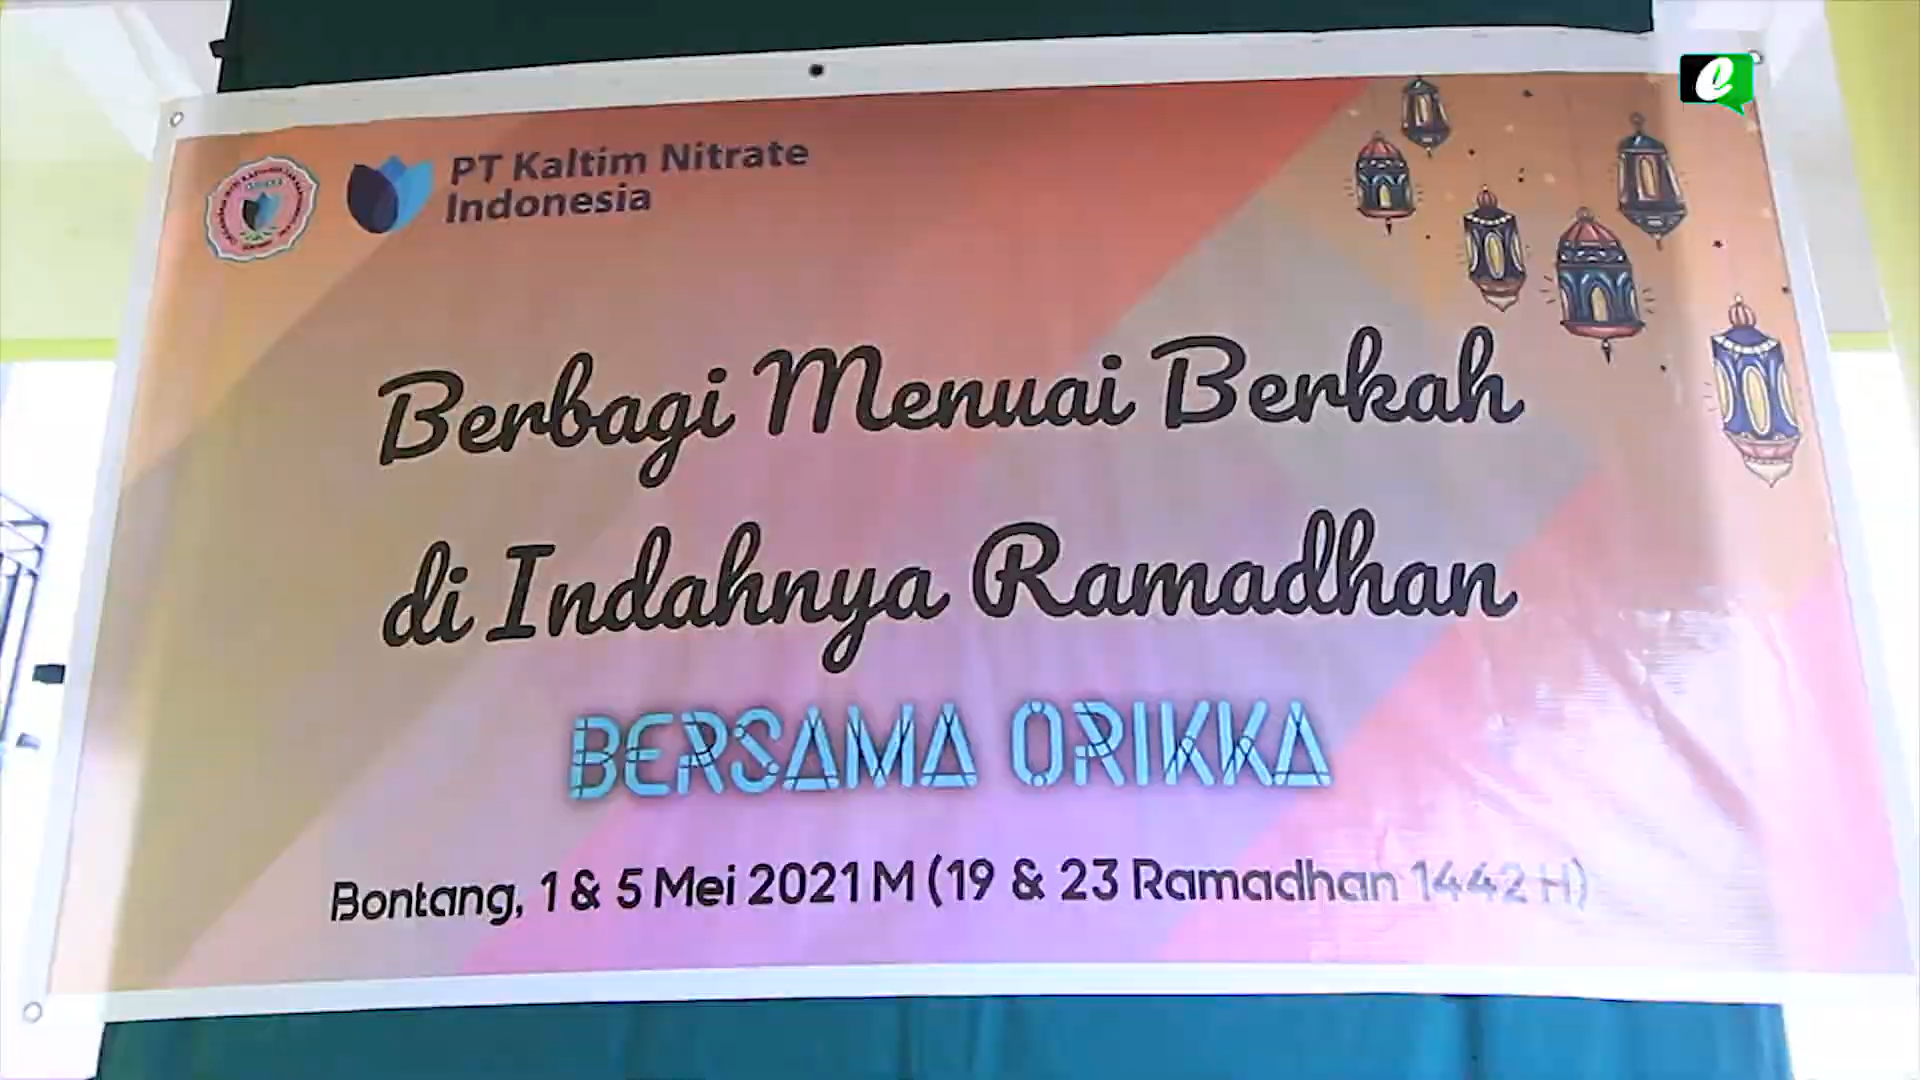 PT Kaltim Nitrate
Indonesia
Berbagi Menuai Berkah
di Indahnya Ramadhan
BERSAMA ORIKKA
Bontang, 1 & 5 Mei 2021 M (19 & 23 Ramadhan 1442 H)
e